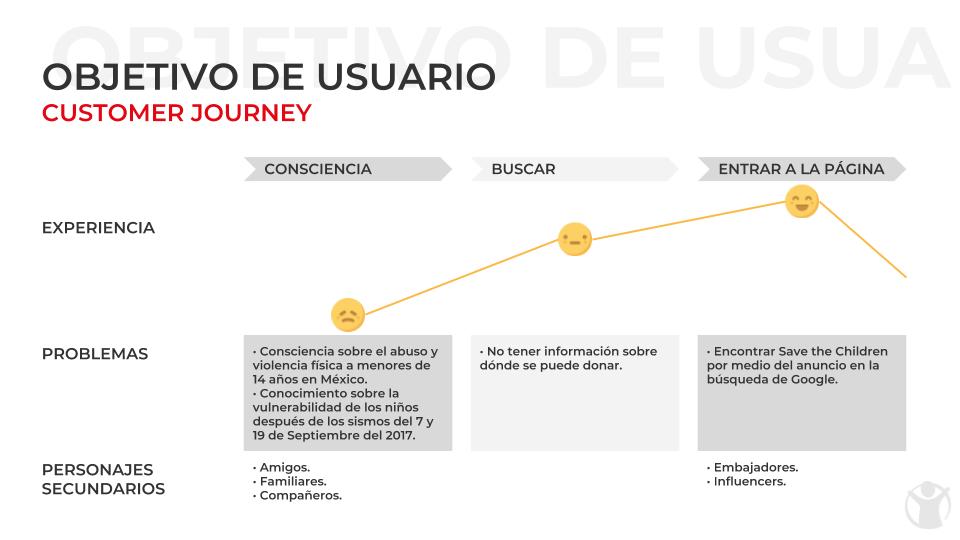 OBJETIVO DE USUA
OBJETIVO DE USUARIO
CUSTOMER JOURNEY
CONSCIENCIA
BUSCAR
ENTRAR A LA PÁGINA
EXPERIENCIA
PROBLEMAS
• Consciencia sobre el abuso y
violencia física a menores de
14 años en México.
• Conocimiento sobre la
vulnerabilidad de los niños
después de los sismos del 7 y
19 de Septiembre del 2017.
• No tener información sobre
dónde se puede donar.
• Encontrar Save the Children
por medio del anuncio en la
búsqueda de Google.
PERSONAJES
SECUNDARIOS
• Amigos.
• Familiares.
• Compañeros.
• Embajadores.
• Influencers.